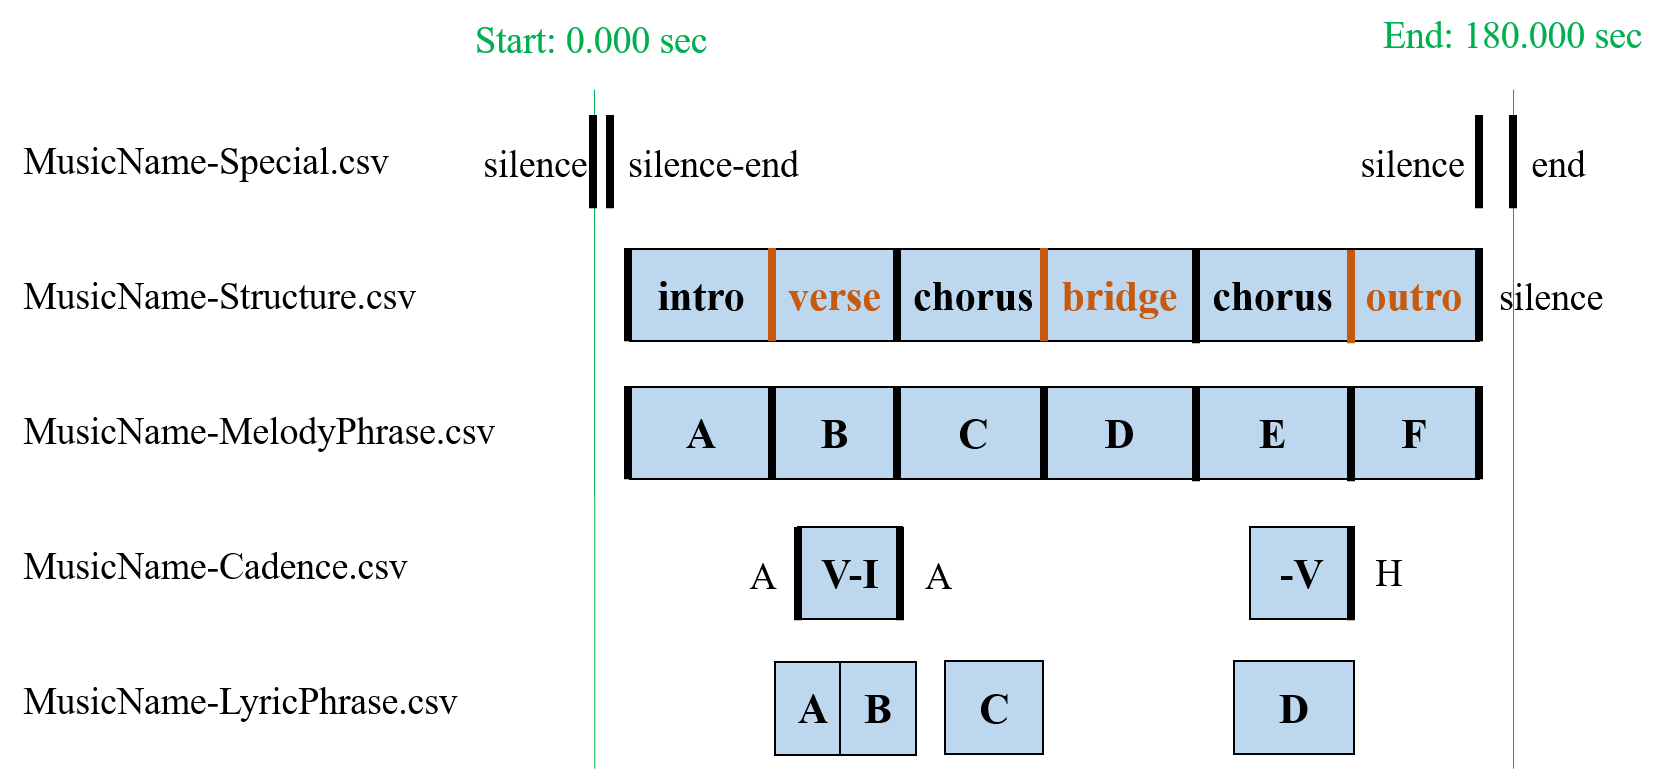 Start: 0.000 sec End: 180.000 sec
MusicName-Special.csv silence silence-end silence end
MusicName-Structure.csv intro verse chorus bridge chorus outro silence
MusicName-MelodyPhrase.csv A B C D E F
MusicName-Cadence.csv A V-I A -V H
MusicName-LyricPhrase.csv A B C D